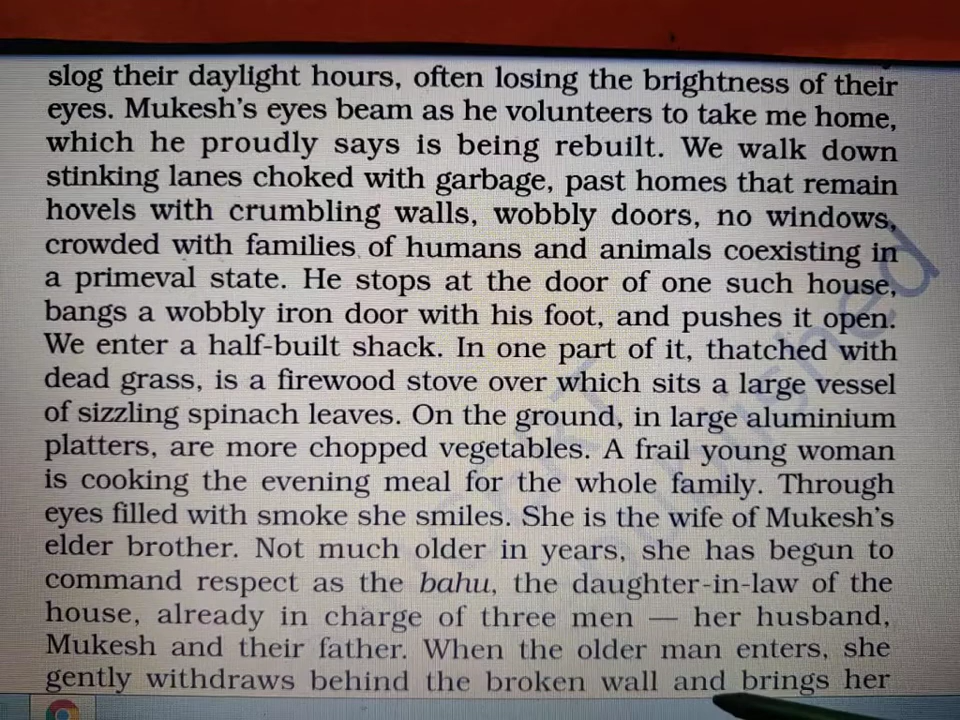 slog their daylight hours, often losing the brightness of their
eyes. Mukesh's eyes beam as he volunteers to take me home,
which he proudly says is being rebuilt. We walk down
stinking lanes choked with garbage, past homes that remain
hovels with crumbling walls, wobbly doors, no windows,
crowded with families of humans and animals coexisting in
a primeval state. He stops at the door of one such house,
bangs a wobbly iron door with his foot, and pushes it open.
We enter a half-built shack. In one part of it, thatched with
dead grass, is a firewood stove over which sits a large vessel
of sizzling spinach leaves. On the ground, in large aluminium
platters, are more chopped vegetables. A frail young woman
is cooking the evening meal for the whole family. Through
eyes filled with smoke she smiles. She is the wife of Mukesh's
elder brother. Not much older in years, she has begun to
command respect as the bahu, the daughter-in-law of the
house, already in charge of three men — her husband,
Mukesh and their father. When the older man enters, she
gently withdraws behind the broken wall and brings her